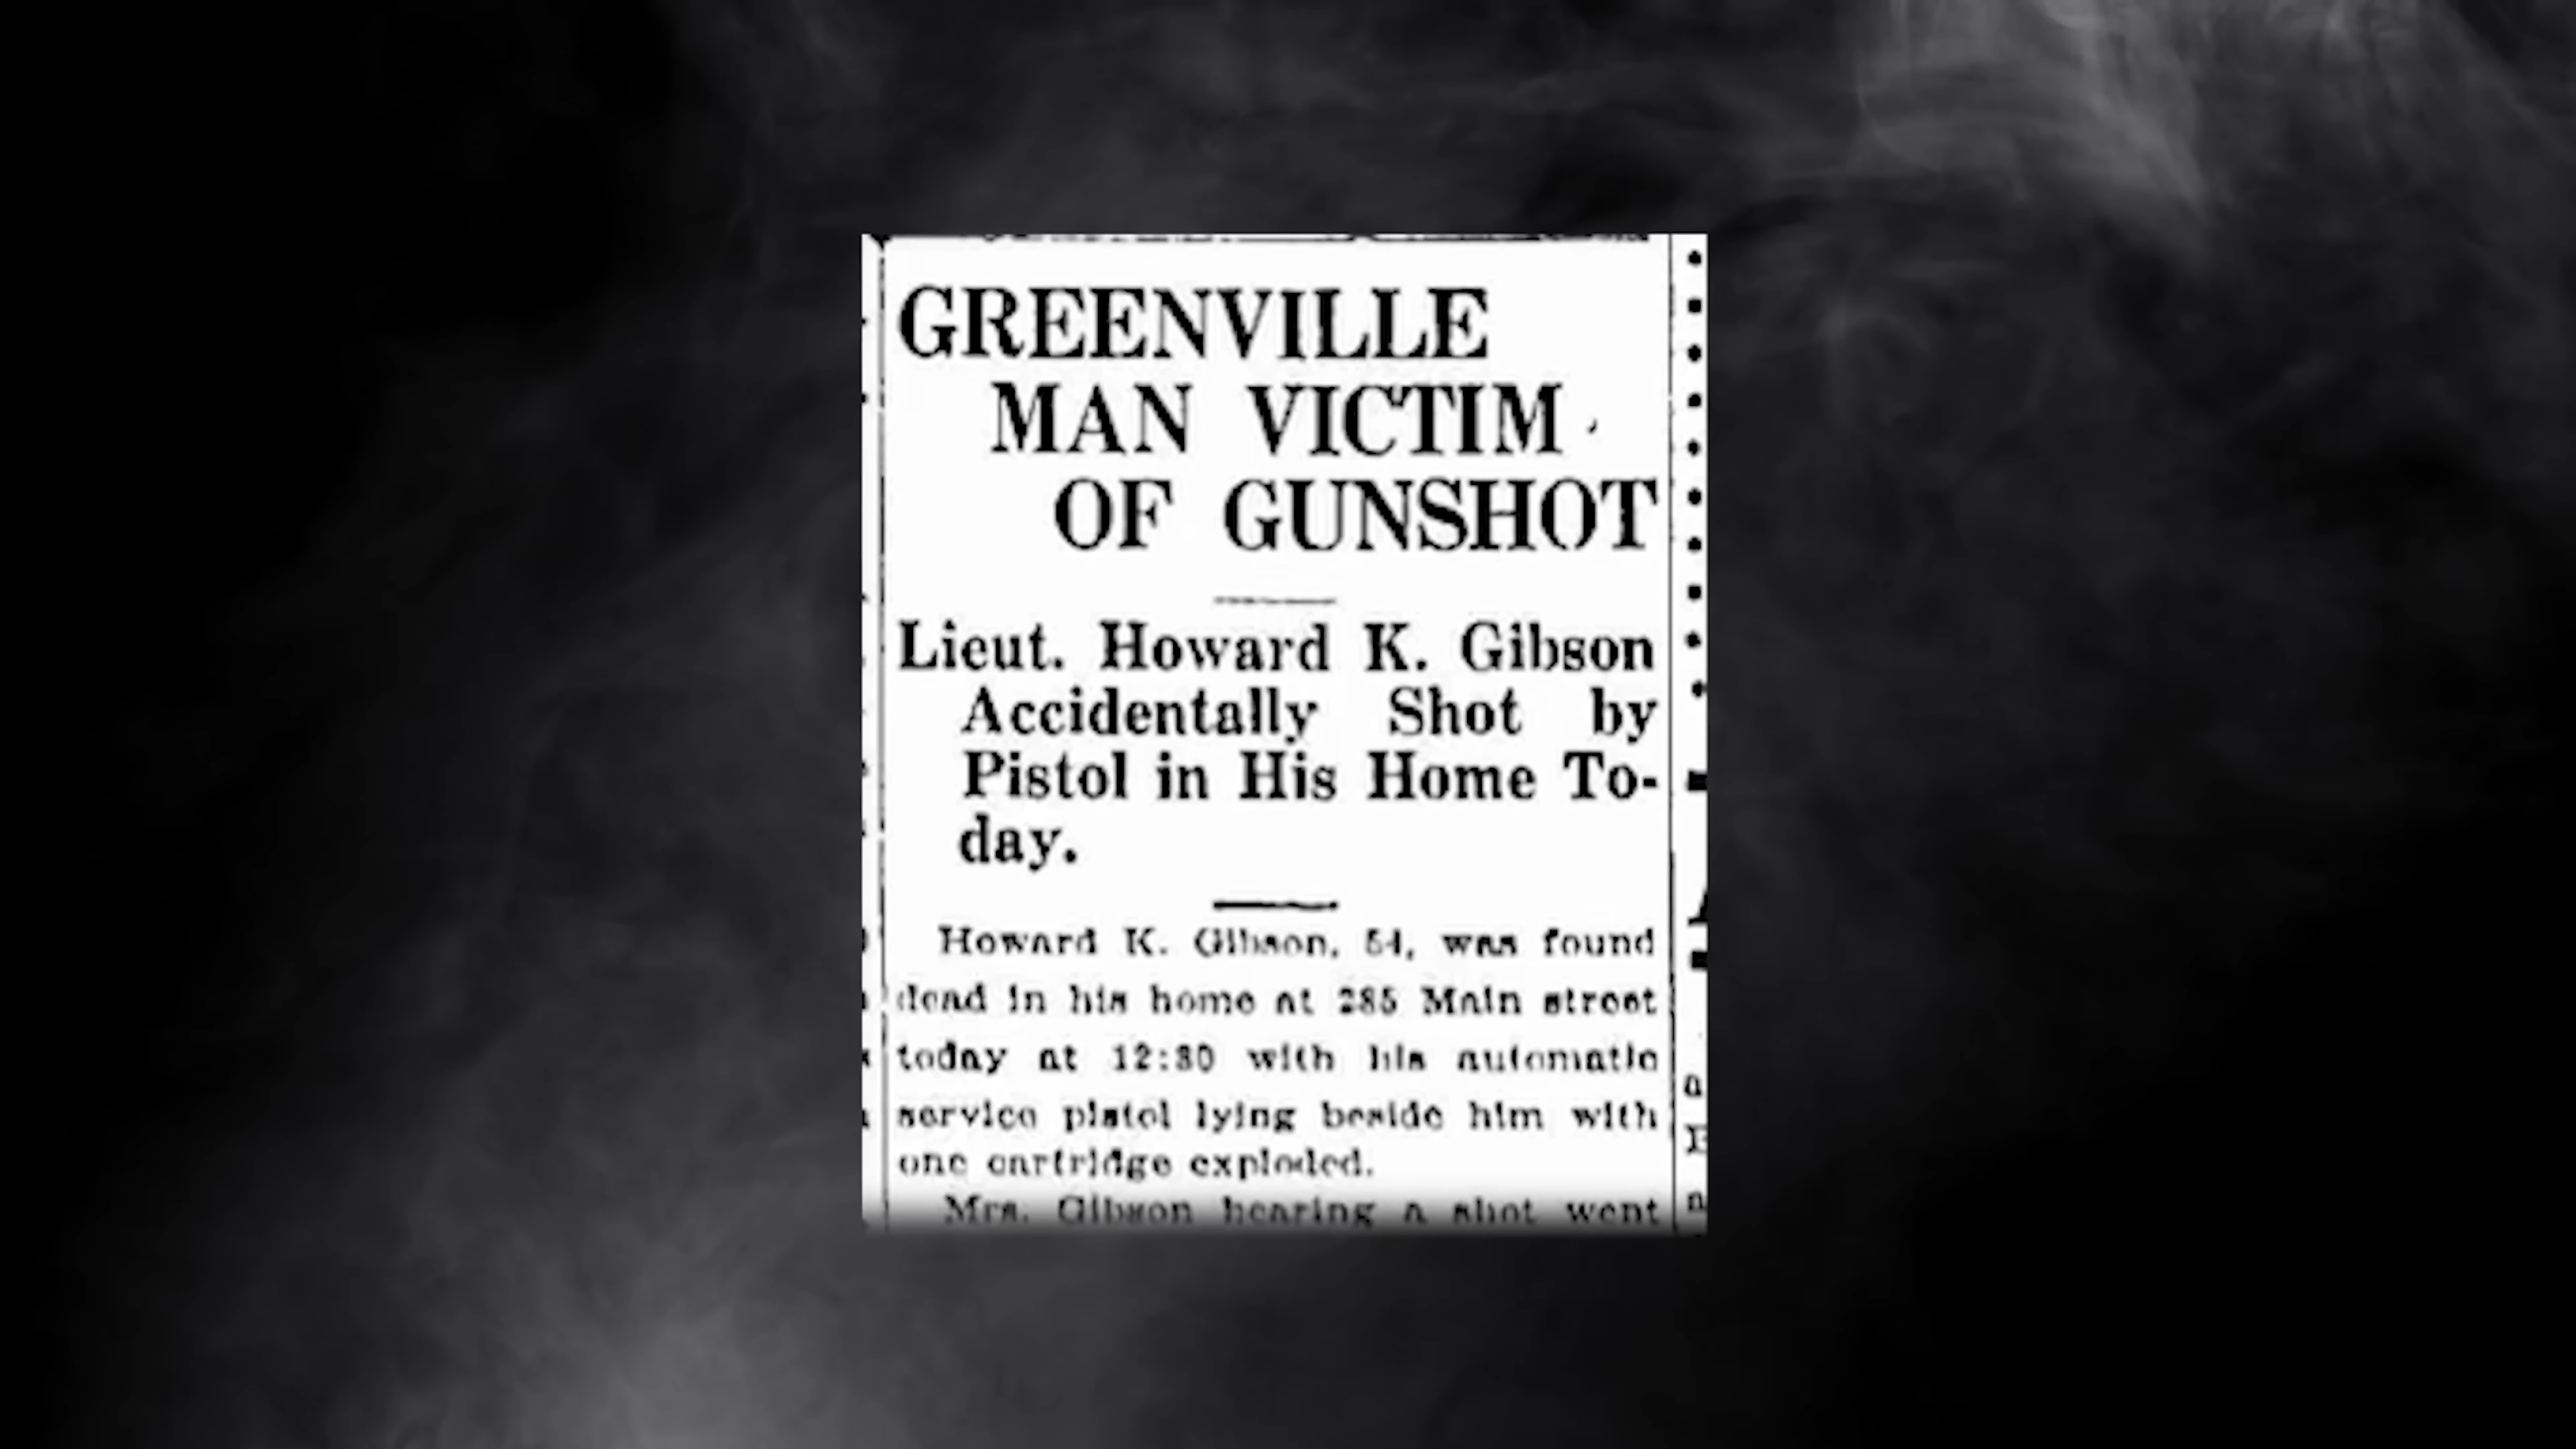 GREENVILLE
MAN VICTIM
OF GUNSHOT
Lieut. Howard K. Gibson
Accidentally Shot by
Pistol in His Home To-
day.
Howard K. Gibson, 54, was found
dead in his home at 285 Main street
today at 12:30 with his automatic
service pistol lying beside him with
one cartridge exploded.
Mrs. Gibson hearing a shot went